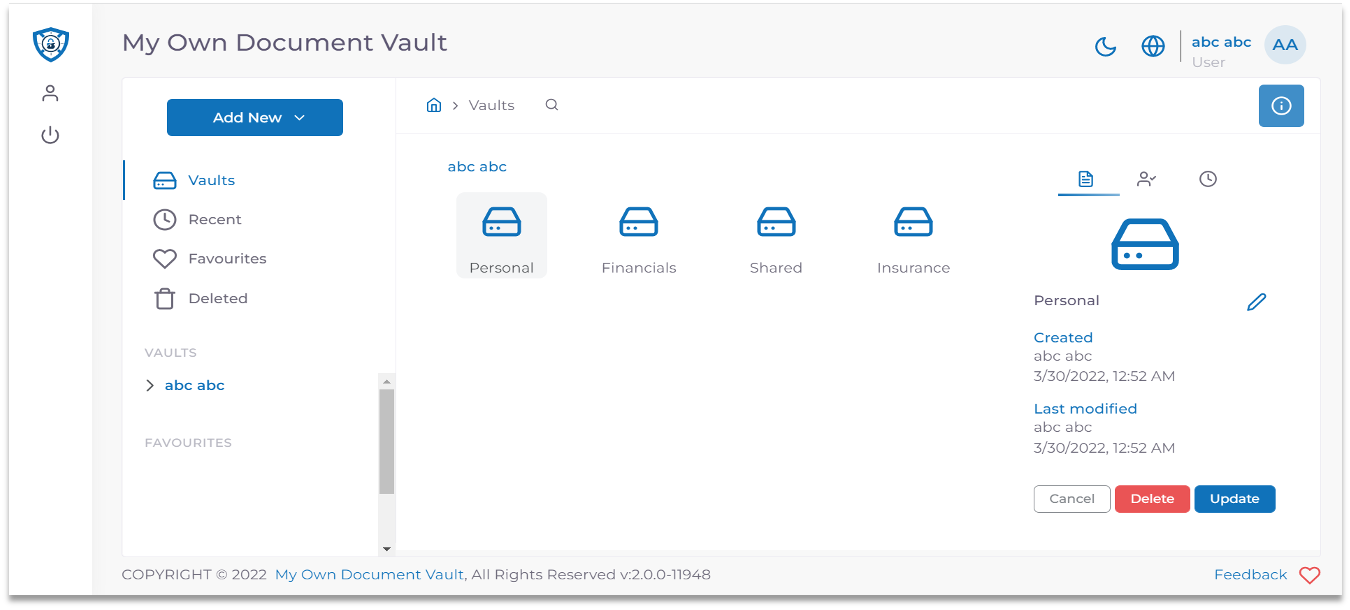 My Own Document Vault
abc abc
User
AA
Add New
Vaults
Recent
Favourites
Deleted
VAULTS
abc abc
FAVOURITES
Vaults
abc abc
Personal
Financials
Shared
Insurance
Personal
Created
abc abc
3/30/2022, 12:52 AM
Last modified
abc abc
3/30/2022, 12:52 AM
Cancel
Delete
Update
COPYRIGHT © 2022 My Own Document Vault, All Rights Reserved v:2.0.0-11948
Feedback